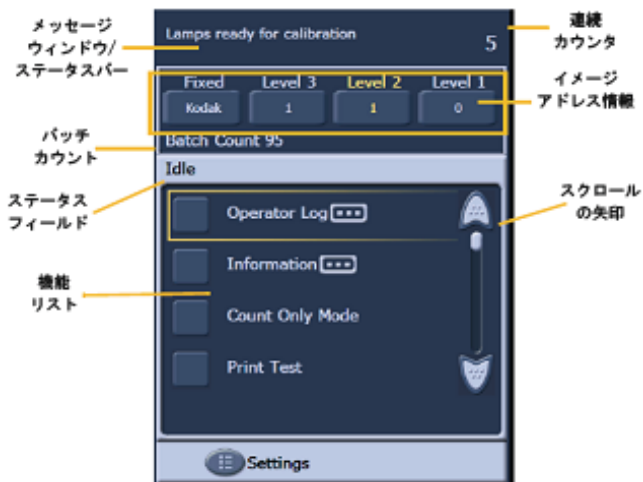 メッセージ
ウィンドウ/
ステータスバー
Lamps ready for calibration
5
連続
カウンタ
Fixed Level 3 Level 2 Level 1
Kodak 1 1 0
イメージ
アドレス情報
バッチ
カウント
Batch Count 95
Idle
ステータス
フィールド
Operator Log
スクロール
の矢印
Information
機能
リスト
Count Only Mode
Print Test
Settings